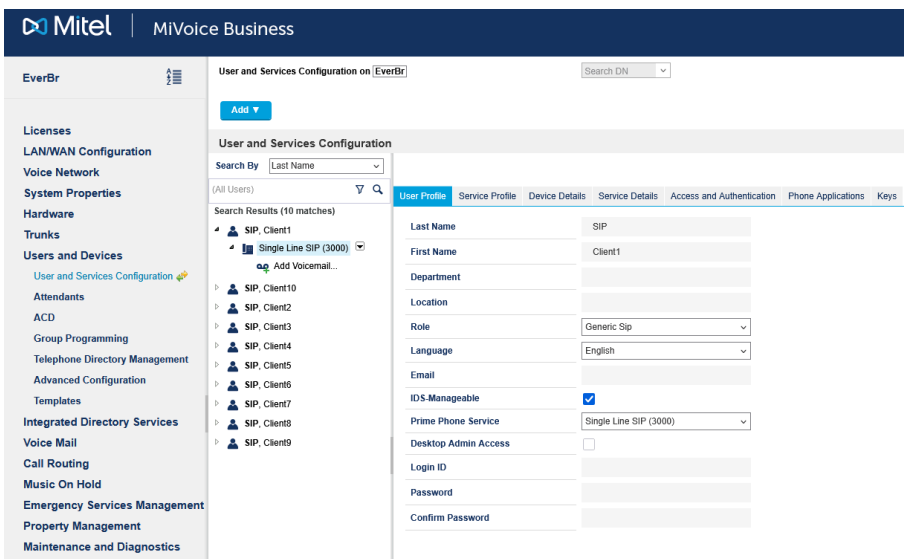 Mitel | MiVoice Business
EverBr
User and Services Configuration on EverBr
Search DN
Add
User and Services Configuration
Licenses
LAN/WAN Configuration
Voice Network
System Properties
Hardware
Trunks
Users and Devices
User and Services Configuration
Attendants
ACD
Group Programming
Telephone Directory Management
Advanced Configuration
Templates
Integrated Directory Services
Voice Mail
Call Routing
Music On Hold
Emergency Services Management
Property Management
Maintenance and Diagnostics
Search By Last Name
(All Users)
Search Results (10 matches)
SIP, Client1
Single Line SIP (3000)
Add Voicemail...
SIP, Client10
SIP, Client2
SIP, Client3
SIP, Client4
SIP, Client5
SIP, Client6
SIP, Client7
SIP, Client8
SIP, Client9
User Profile Service Profile Device Details Service Details Access and Authentication Phone Applications Keys
Last Name SIP
First Name Client1
Department
Location
Role Generic Sip
Language English
Email
IDS-Manageable
Prime Phone Service Single Line SIP (3000)
Desktop Admin Access
Login ID
Password
Confirm Password